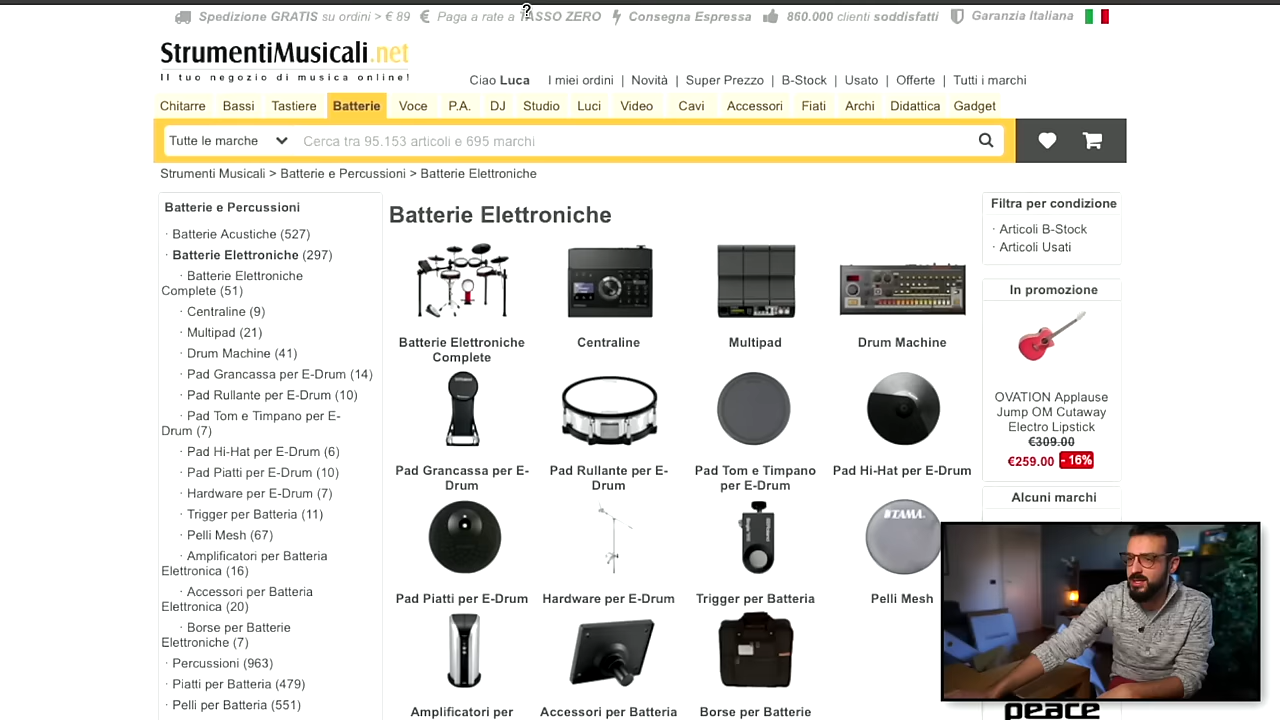 Spedizione GRATIS su ordini > € 89 Paga a rate a TASSO ZERO Consegna Espressa 860.000 clienti soddisfatti Garanzia Italiana
StrumentiMusicali.net
Il tuo negozio di musica online!
Ciao Luca I miei ordini | Novità | Super Prezzo | B-Stock | Usato | Offerte | Tutti i marchi
Chitarre Bassi Tastiere Batterie Voce P.A. DJ Studio Luci Video Cavi Accessori Fiati Archi Didattica Gadget
Tutte le marche Cerca tra 95.153 articoli e 695 marchi
Strumenti Musicali > Batterie e Percussioni > Batterie Elettroniche
Batterie e Percussioni
· Batterie Acustiche (527)
· Batterie Elettroniche (297)
· Batterie Elettroniche
Complete (51)
· Centraline (9)
· Multipad (21)
· Drum Machine (41)
· Pad Grancassa per E-Drum (14)
· Pad Rullante per E-Drum (10)
· Pad Tom e Timpano per E-
Drum (7)
· Pad Hi-Hat per E-Drum (6)
· Pad Piatti per E-Drum (10)
· Hardware per E-Drum (7)
· Trigger per Batteria (11)
· Pelli Mesh (67)
· Amplificatori per Batteria
Elettronica (16)
· Accessori per Batteria
Elettronica (20)
· Borse per Batterie
Elettroniche (7)
· Percussioni (963)
· Piatti per Batteria (479)
· Pelli per Batteria (551)
Batterie Elettroniche
Batterie Elettroniche
Complete
Centraline
Multipad
Drum Machine
Pad Grancassa per E-
Drum
Pad Rullante per E-
Drum
Pad Tom e Timpano
per E-Drum
Pad Hi-Hat per E-Drum
TAMA
Pad Piatti per E-Drum
Hardware per E-Drum
Trigger per Batteria
Pelli Mesh
Amplificatori per
Accessori per Batteria
Borse per Batterie
Filtra per condizione
· Articoli B-Stock
· Articoli Usati
In promozione
OVATION Applause
Jump OM Cutaway
Electro Lipstick
€309.00
€259.00 - 16%
Alcuni marchi
peace